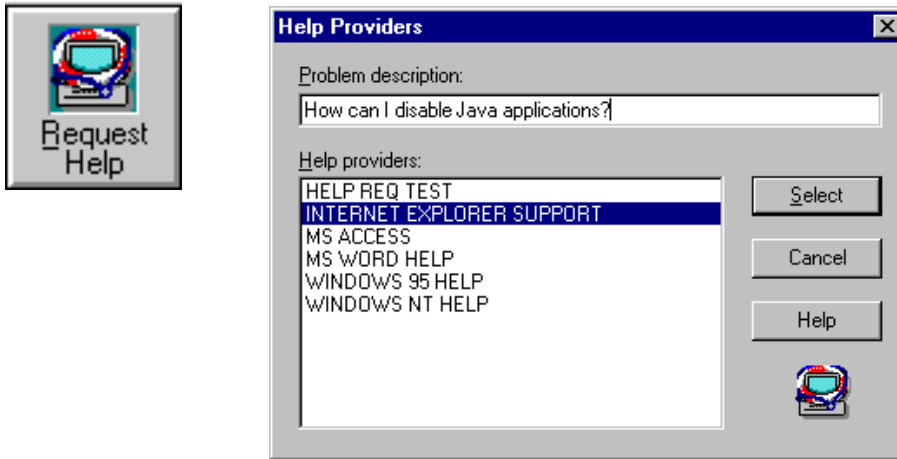 Request
Help
Help Providers
Problem description:
How can I disable Java applications?
Help providers:
HELP REQ TEST
INTERNET EXPLORER SUPPORT
MS ACCESS
MS WORD HELP
WINDOWS 95 HELP
WINDOWS NT HELP
Select
Cancel
Help